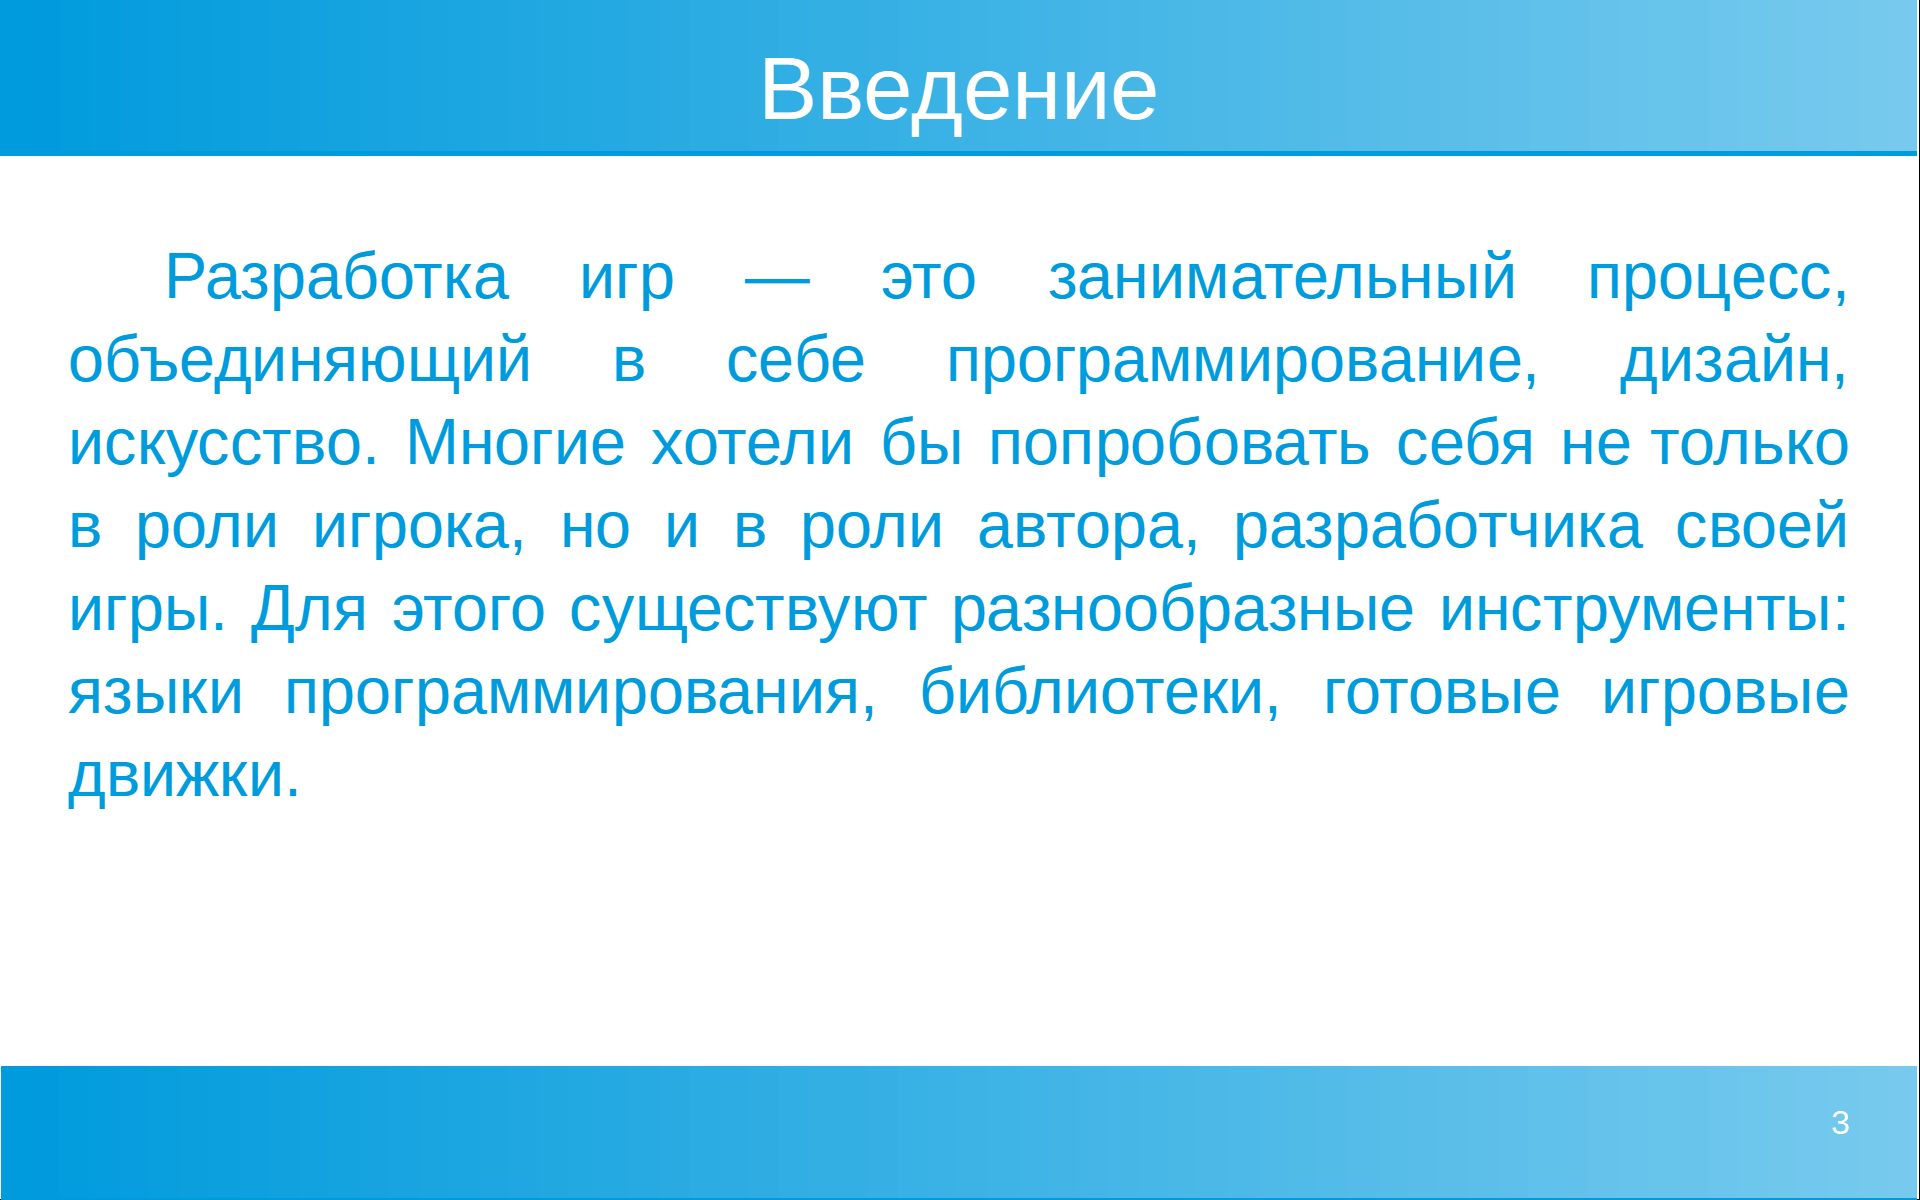 Введение
Разработка игр — это занимательный процесс,
объединяющий в себе программирование, дизайн,
искусство. Многие хотели бы попробовать себя не только
в роли игрока, но и в роли автора, разработчика своей
игры. Для этого существуют разнообразные инструменты:
языки программирования, библиотеки, готовые игровые
движки.
3